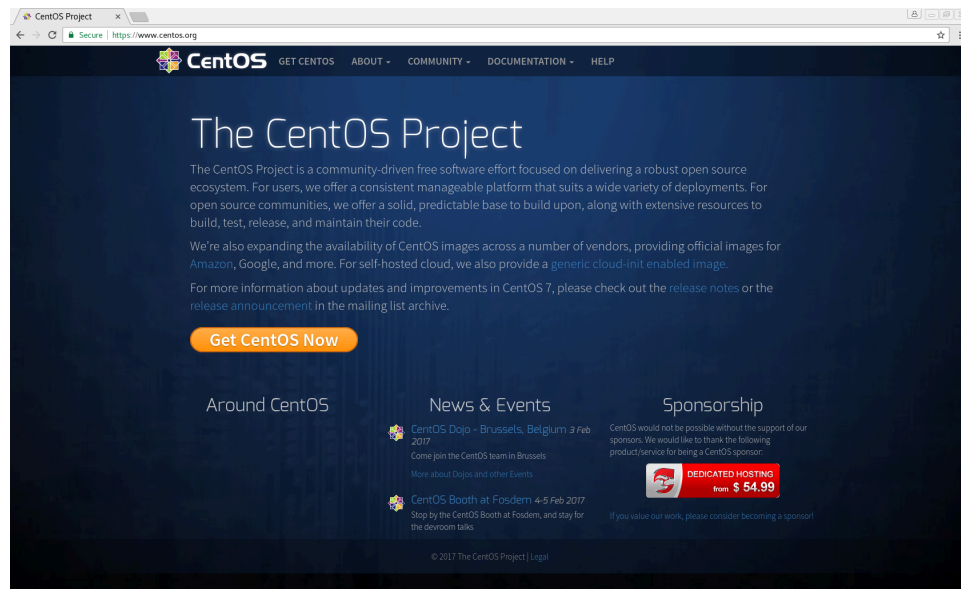 CentOS Project
Secure | https://www.centos.org
CentOS GET CENTOS ABOUT COMMUNITY DOCUMENTATION HELP
The CentOS Project
The CentOS Project is a community-driven free software effort focused on delivering a robust open source
ecosystem. For users, we offer a consistent manageable platform that suits a wide variety of deployments. For
open source communities, we offer a solid, predictable base to build upon, along with extensive resources to
build, test, release, and maintain their code.
We're also expanding the availability of CentOS images across a number of vendors, providing official images for
Amazon, Google, and more. For self-hosted cloud, we also provide a generic cloud-init enabled image.
For more information about updates and improvements in CentOS 7, please check out the release notes or the
release announcement in the mailing list archive.
Get CentOS Now
Around CentOS
News & Events
CentOS Dojo - Brussels, Belgium 3 Feb
2017
Come join the CentOS team in Brussels
More about Dojos and other Events
CentOS Booth at Fosdem 4-5 Feb 2017
Stop by the CentOS Booth at Fosdem, and stay for
the devroom talks
Sponsorship
CentOS would not be possible without the support of our
sponsors. We would like to thank the following
product/service for being a CentOS sponsor:
DEDICATED HOSTING
from $ 54.99
If you value our work, please consider becoming a sponsor!
© 2017 The CentOS Project | Legal